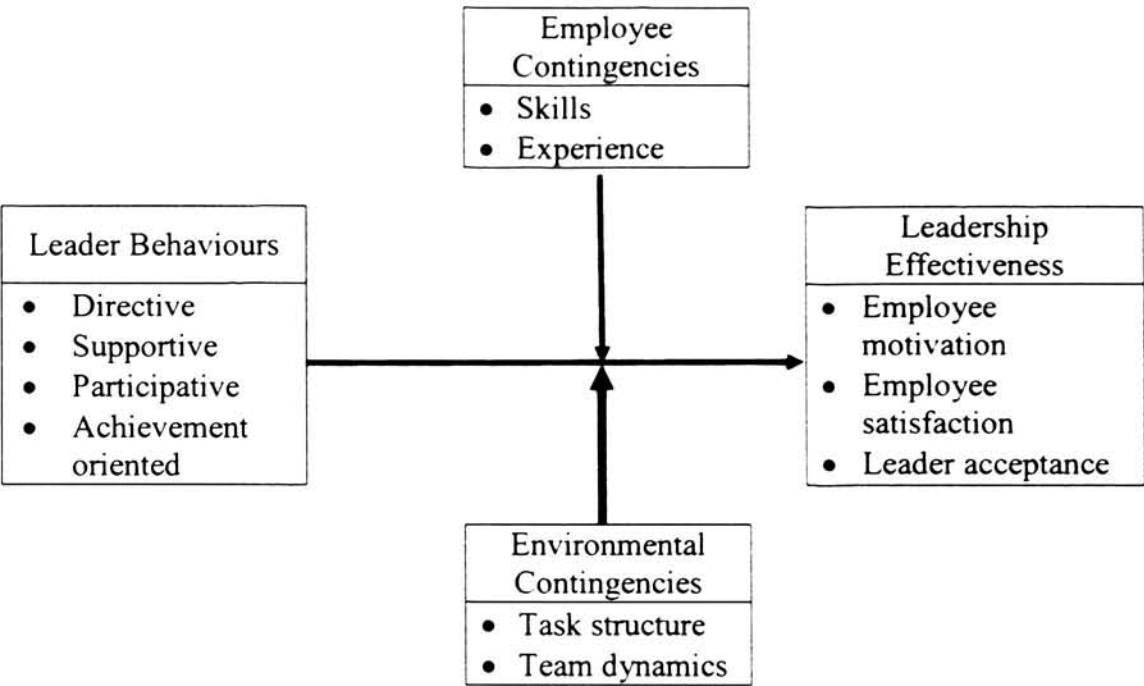 Employee
Contingencies
• Skills
• Experience
Leader Behaviours
• Directive
• Supportive
• Participative
• Achievement
oriented
Leadership
Effectiveness
• Employee
motivation
• Employee
satisfaction
• Leader acceptance
Environmental
Contingencies
• Task structure
• Team dynamics